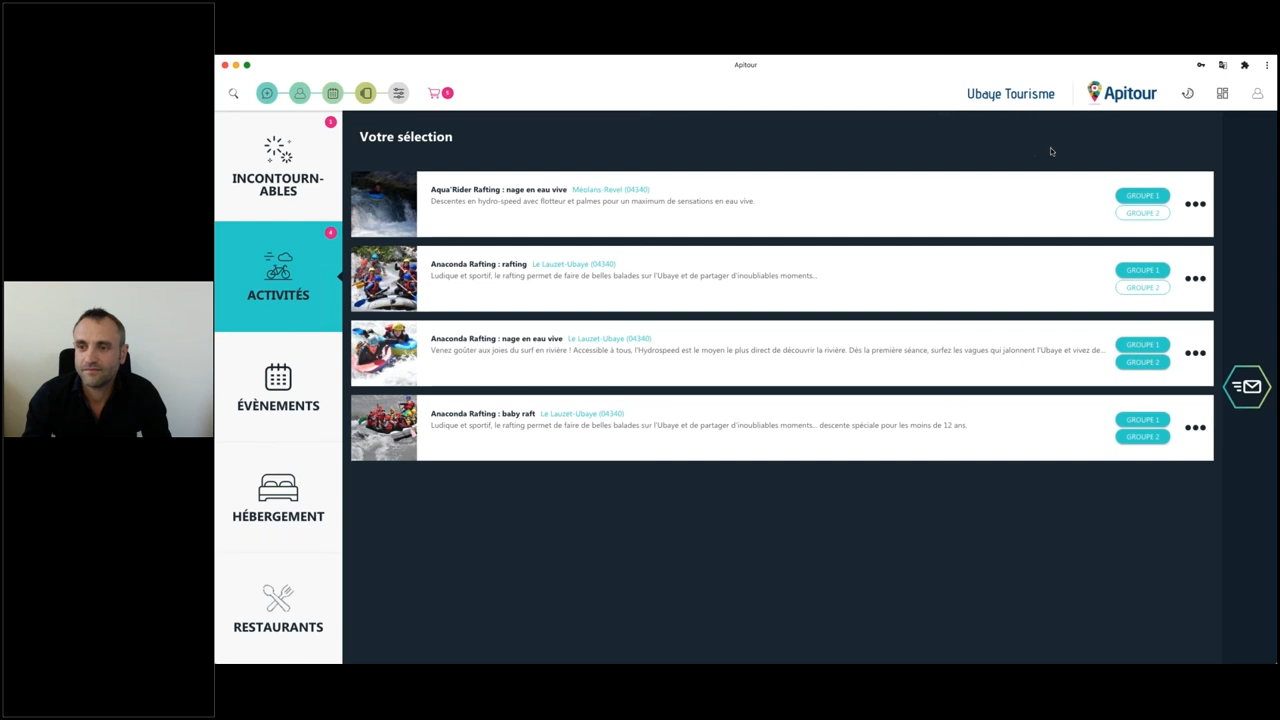 Apitour
5
Ubaye Tourisme
Apitour
1
INCOURTOURN-
ABLES
4
ACTIVITÉS
ÉVÈNEMENTS
HÉBERGEMENT
RESTAURANTS
Votre sélection
Aqua'Rider Rafting : nage en eau vive Méolans-Revel (04340)
Descentes en hydro-speed avec flotteur et palmes pour un maximum de sensations en eau vive.
GROUPE 1
GROUPE 2
Anaconda Rafting : rafting Le Lauzet-Ubaye (04340)
Ludique et sportif, le rafting permet de faire de belles balades sur l'Ubaye et de partager d'inoubliables moments...
GROUPE 1
GROUPE 2
Anaconda Rafting : nage en eau vive Le Lauzet-Ubaye (04340)
Venez goûter aux joies du surf en rivière ! Accessible à tous, l'Hydrospeed est le moyen le plus direct de découvrir la rivière. Dès la première séance, surfez les vagues qui jalonnent l'Ubaye et vivez de...
GROUPE 1
GROUPE 2
Anaconda Rafting : baby raft Le Lauzet-Ubaye (04340)
Ludique et sportif, le rafting permet de faire de belles balades sur l'Ubaye et de partager d'inoubliables moments... descente spéciale pour les moins de 12 ans.
GROUPE 1
GROUPE 2